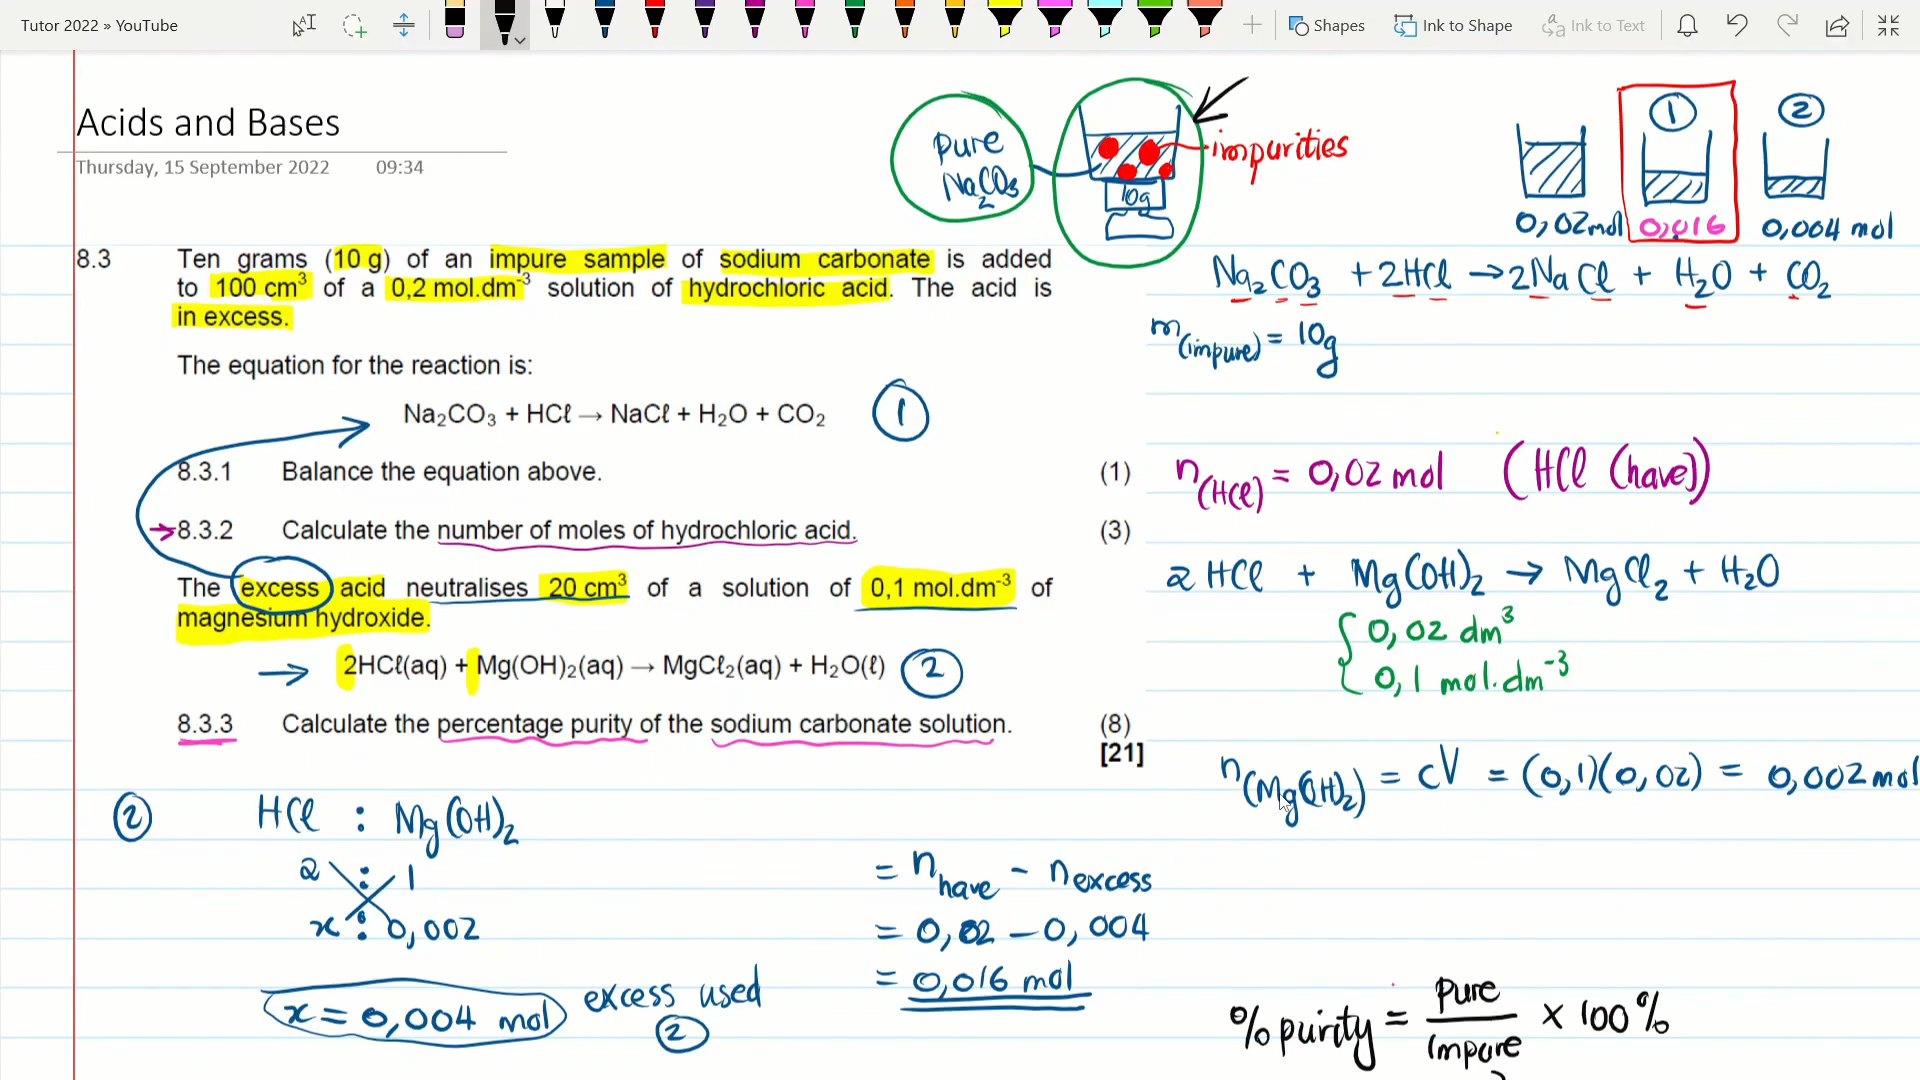 Tutor 2022 » YouTube
Shapes
Ink to Shape
Ink to Text
Acids and Bases
Thursday, 15 September 2022 09:34
pure
Na₂CO₃
10g
impurities
1
2
0,02mol
0,016
0,004 mol
8.3 Ten grams (10 g) of an impure sample of sodium carbonate is added
to 100 cm³ of a 0,2 mol.dm⁻³ solution of hydrochloric acid. The acid is
in excess.
The equation for the reaction is:
Na₂CO₃ + HCℓ → NaCℓ + H₂O + CO₂
1
8.3.1 Balance the equation above. (1)
8.3.2 Calculate the number of moles of hydrochloric acid. (3)
The excess acid neutralises 20 cm³ of a solution of 0,1 mol.dm⁻³ of
magnesium hydroxide.
→ 2HCℓ(aq) + Mg(OH)₂(aq) → MgCℓ₂(aq) + H₂O(ℓ)
2
8.3.3 Calculate the percentage purity of the sodium carbonate solution. (8)
[21]
Na₂CO₃ + 2HCl → 2NaCl + H₂O + CO₂
m(impure) = 10g
n(HCl) = 0,02 mol (HCl (have))
2HCl + Mg(OH)₂ → MgCl₂ + H₂O
0,02 dm³
0,1 mol.dm⁻³
n(Mg(OH)₂) = cV = (0,1)(0,02) = 0,002mol
2
HCl : Mg(OH)₂
2 : 1
x : 0,002
x = 0,004 mol
excess used
2
= n have - n excess
= 0,02 - 0,004
= 0,016 mol
% purity = pure / impure × 100%